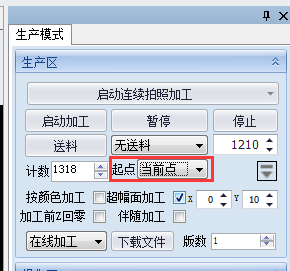 生产模式
生产区
启动连续拍照加工
启动加工 暂停 停止
送料 无送料 1210
计数 1318 起点 当前点
按颜色加工 超幅面加工 X 0 Y 10
加工前Z回零 伴随加工
在线加工 下载文件 版数 1